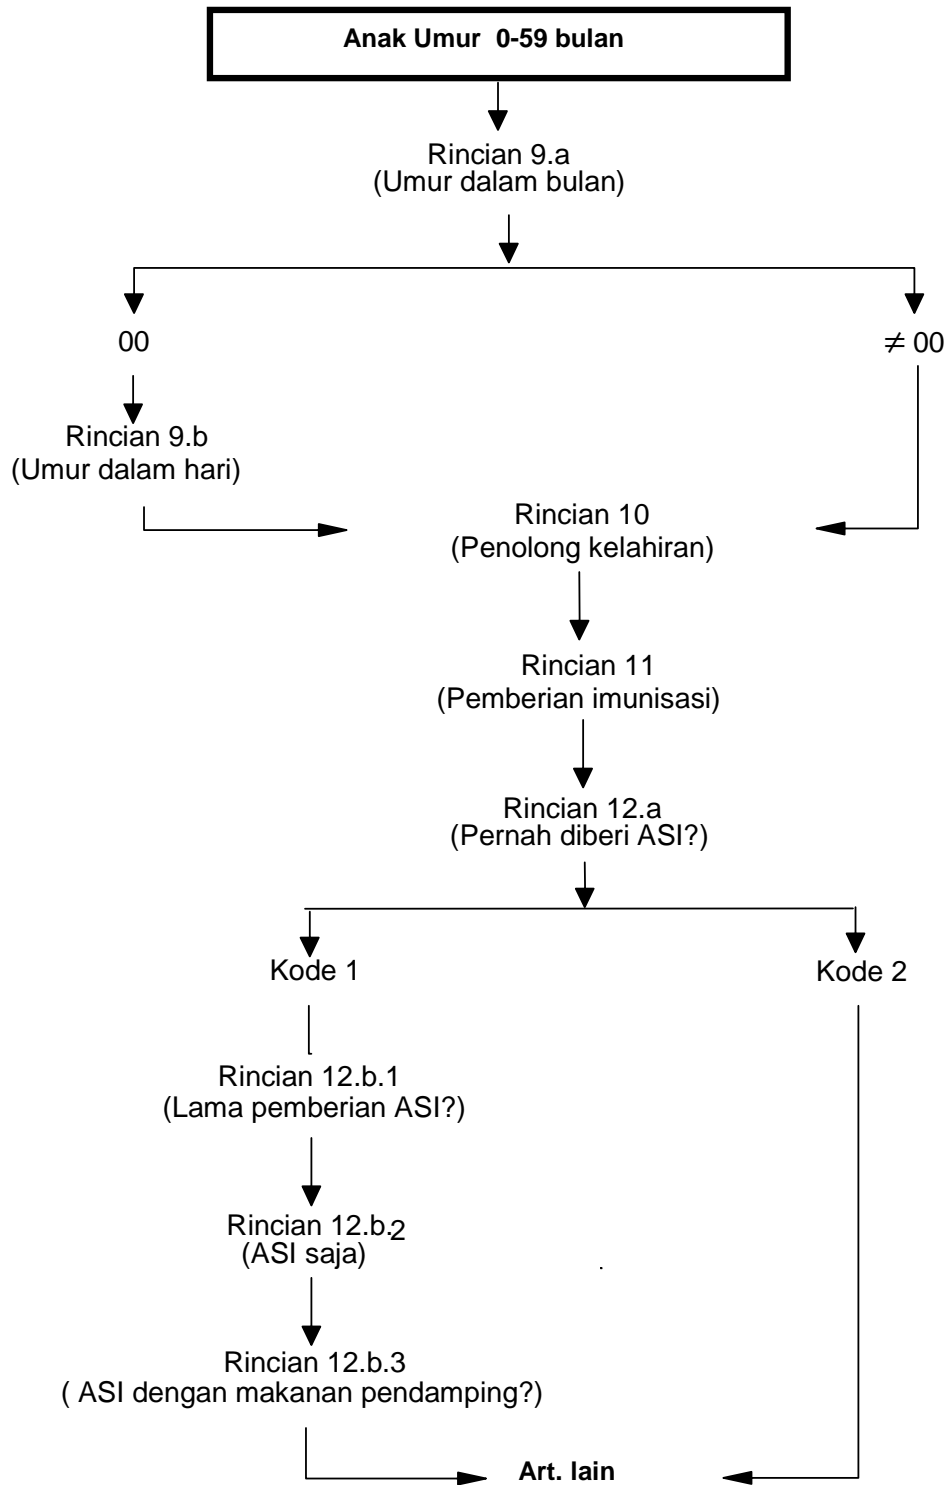 Anak Umur 0-59 bulan
Rincian 9.a
(Umur dalam bulan)
00
≠ 00
Rincian 9.b
(Umur dalam hari)
Rincian 10
(Penolong kelahiran)
Rincian 11
(Pemberian imunisasi)
Rincian 12.a
(Pernah diberi ASI?)
Kode 1
Kode 2
Rincian 12.b.1
(Lama pemberian ASI?)
Rincian 12.b.2
(ASI saja)
Rincian 12.b.3
( ASI dengan makanan pendamping?)
Art. lain